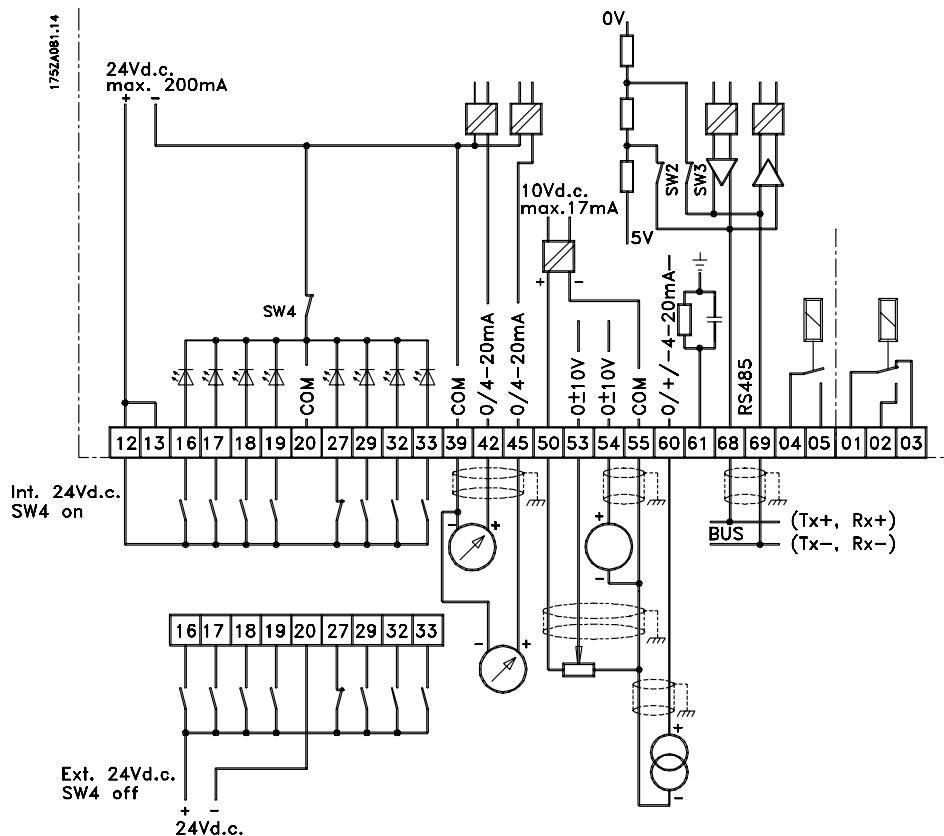 175ZA081.14
24Vd.c.
max. 200mA
+ -
0V
SW2
SW3
5V
10Vd.c.
max.17mA
+ -
SW4
COM
COM
0/4-20mA
0/4-20mA
0±10V
0±10V
COM
0/+/-4-20mA-
RS485
12 13 16 17 18 19 20 27 29 32 33 39 42 45 50 53 54 55 60 61 68 69 04 05 01 02 03
Int. 24Vd.c.
SW4 on
- +
+
-
BUS
(Tx+, Rx+)
(Tx-, Rx-)
16 17 18 19 20 27 29 32 33
- +
+
-
Ext. 24Vd.c.
SW4 off
+ -
24Vd.c.